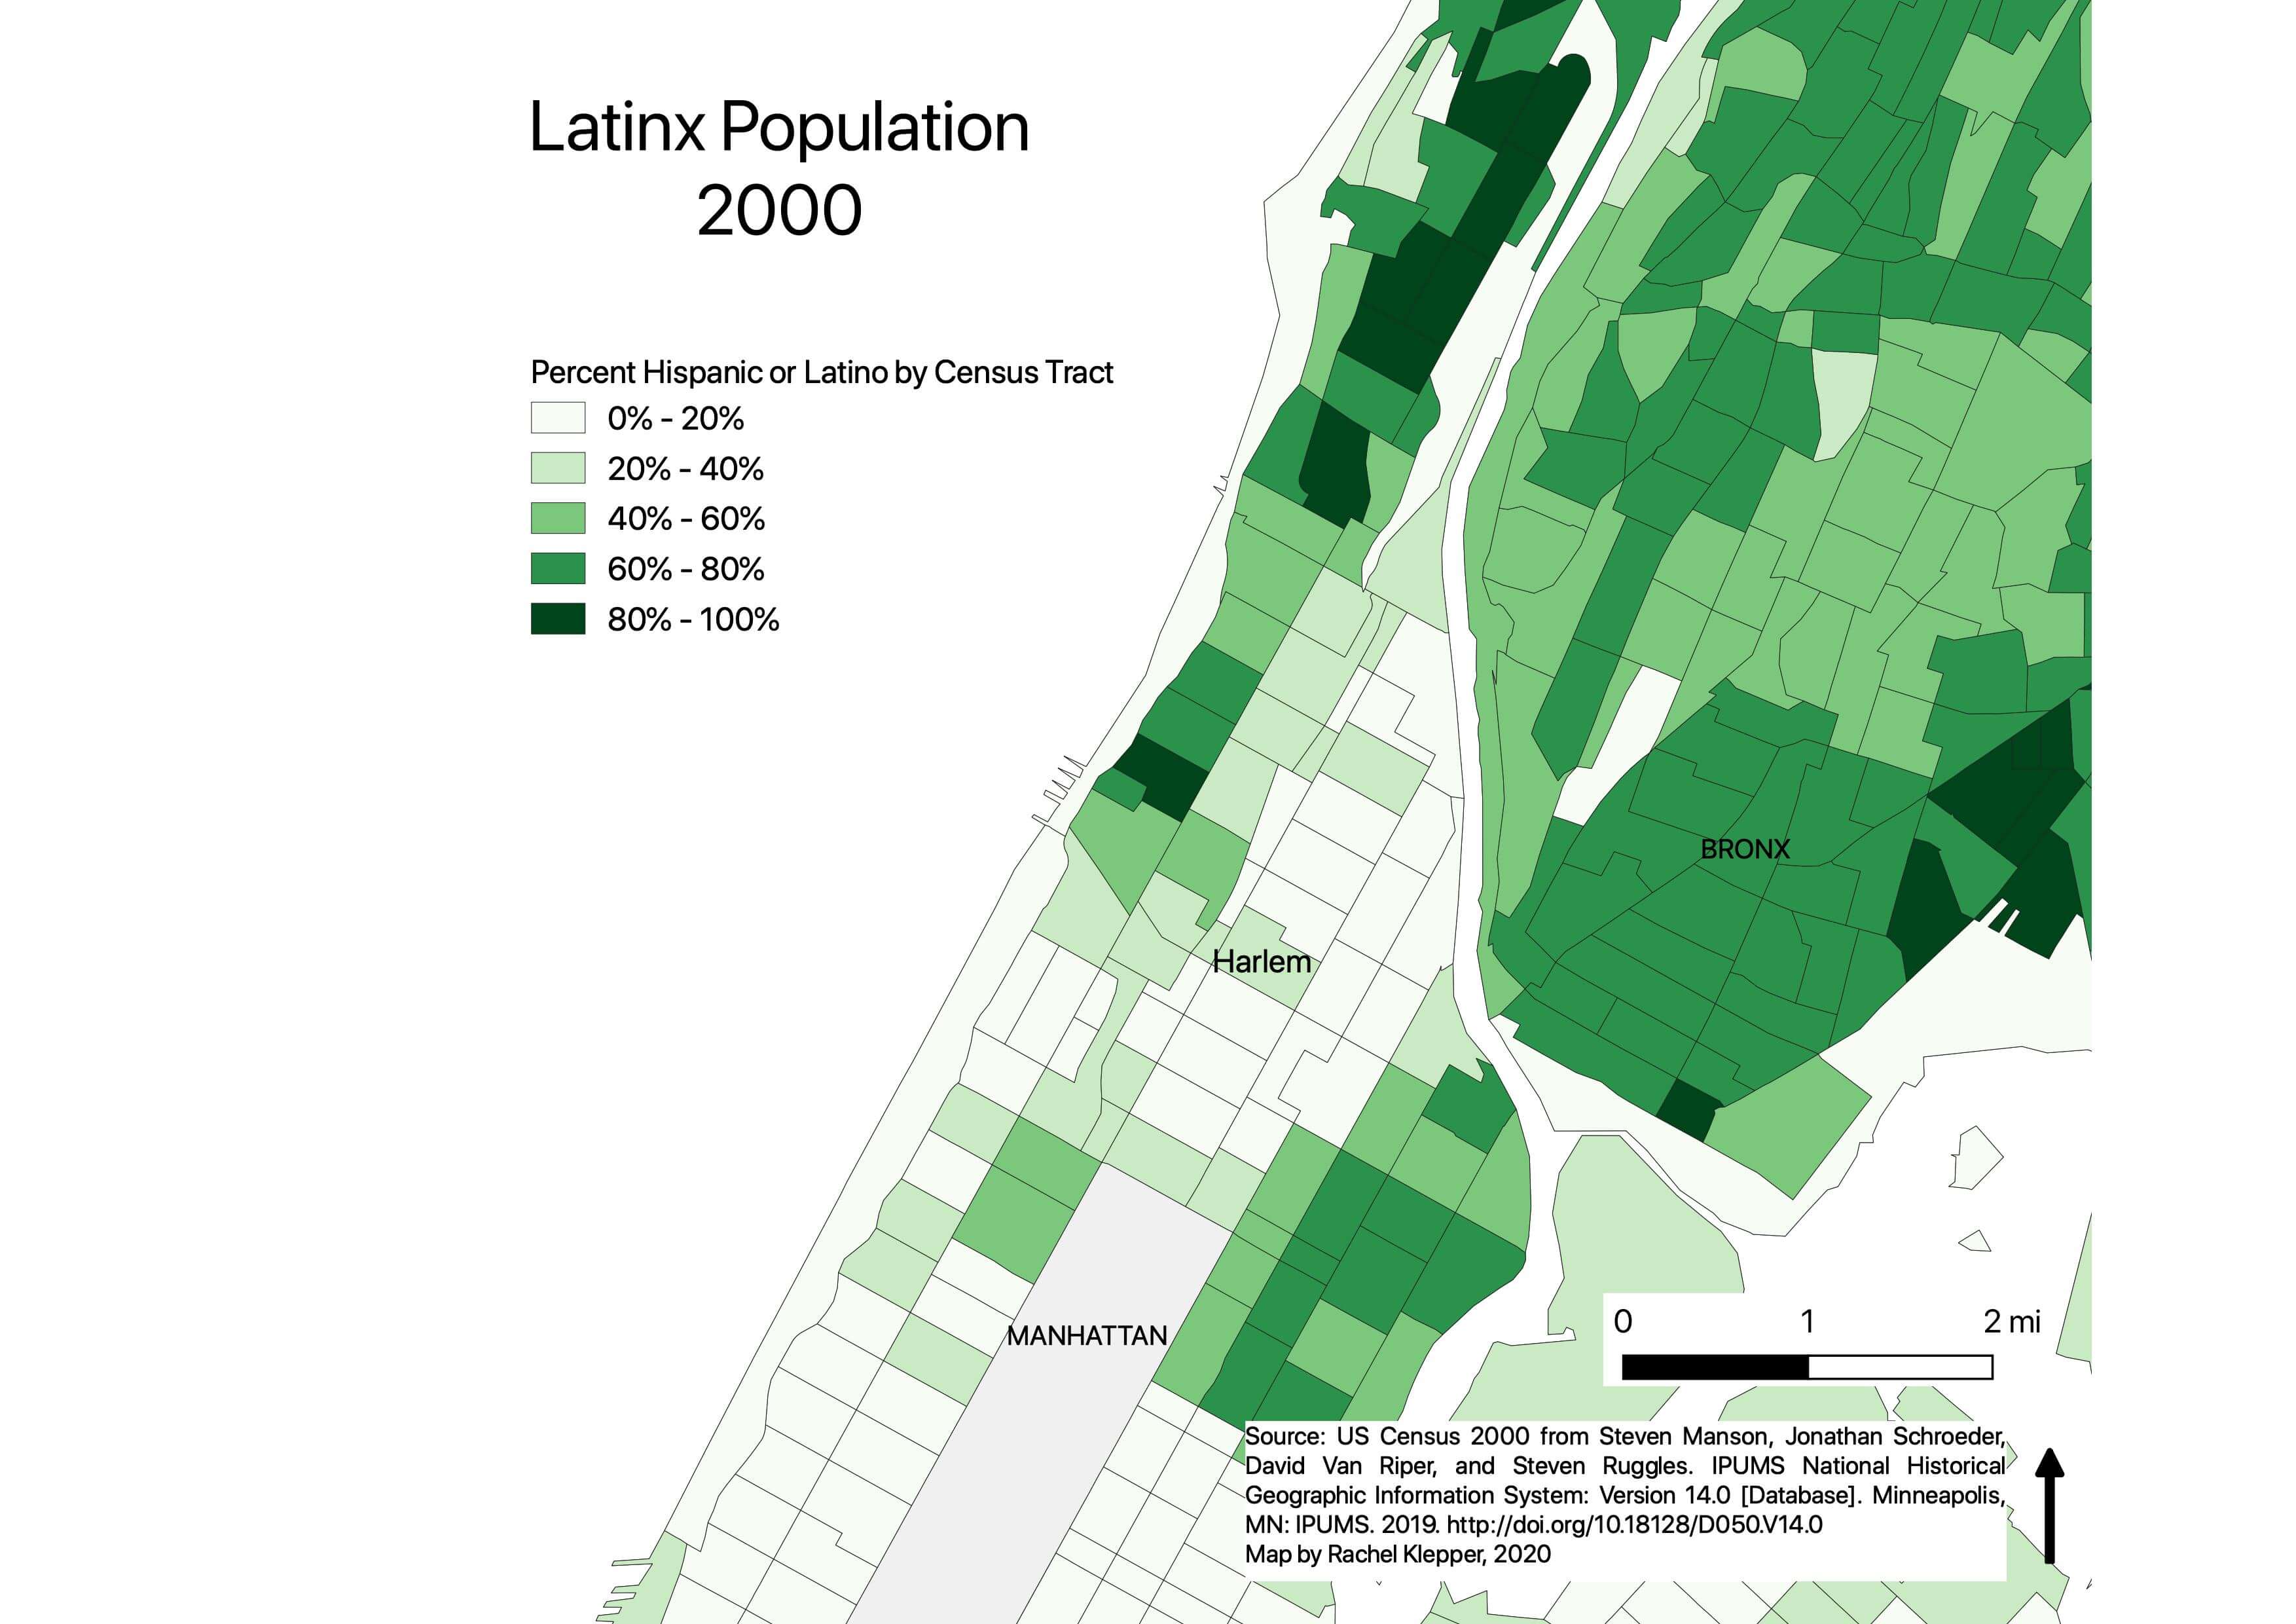 Latinx Population
2000
Percent Hispanic or Latino by Census Tract
0% - 20%
20% - 40%
40% - 60%
60% - 80%
80% - 100%
BRONX
Harlem
MANHATTAN
0 1 2 mi
Source: US Census 2000 from Steven Manson, Jonathan Schroeder,
David Van Riper, and Steven Ruggles. IPUMS National Historical
Geographic Information System: Version 14.0 [Database]. Minneapolis,
MN: IPUMS. 2019. http://doi.org/10.18128/D050.V14.0
Map by Rachel Klepper, 2020